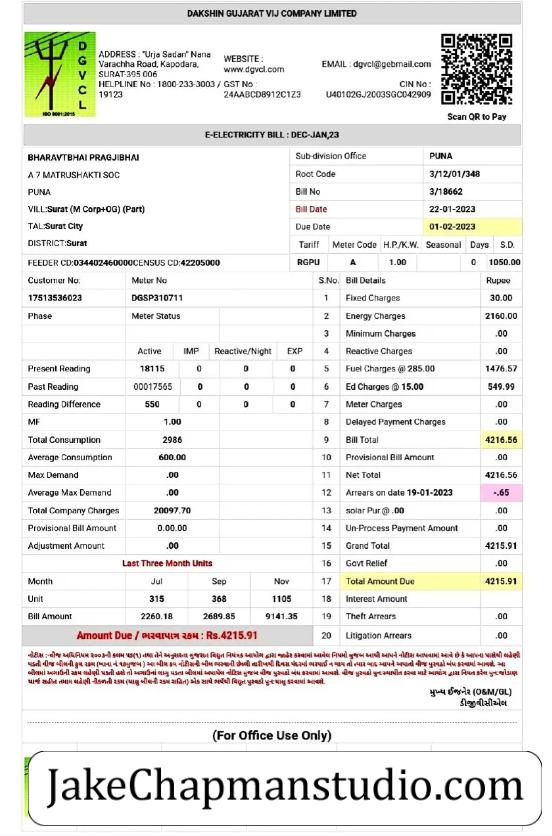 DAKSHIN GUJARAT VIJ COMPANY LIMITED
D G V C L
ISO 9001:2015
ADDRESS : "Urja Sadan" Nana
Varachha Road, Kapodara,
SURAT-395 006
HELPLINE No : 1800-233-3003 /
19123
WEBSITE :
www.dgvcl.com
GST No :
24AABCD8912C1Z3
EMAIL : dgvcl@gebmail.com
CIN No :
U40102GJ2003SGC042909
Scan QR to Pay
E-ELECTRICITY BILL : DEC-JAN,23
BHARAVTBHAI PRAGJIBHAI
A 7 MATRUSHAKTI SOC
PUNA
VILL:Surat (M Corp+OG) (Part)
TAL:Surat City
DISTRICT:Surat
Sub-division Office PUNA
Root Code 3/12/01/348
Bill No 3/18662
Bill Date 22-01-2023
Due Date 01-02-2023
Tariff Meter Code H.P./K.W. Seasonal Days S.D.
FEEDER CD:034402460000CENSUS CD:42205000 RGPU A 1.00 0 1050.00
Customer No: Meter No S.No. Bill Details Rupee
17513536023 DGSP310711 1 Fixed Charges 30.00
Phase Meter Status 2 Energy Charges 2160.00
3 Minimum Charges .00
Active IMP Reactive/Night EXP 4 Reactive Charges .00
Present Reading 18115 0 0 0 5 Fuel Charges @ 285.00 1476.57
Past Reading 00017565 0 0 0 6 Ed Charges @ 15.00 549.99
Reading Difference 550 0 0 0 7 Meter Charges .00
MF 1.00 8 Delayed Payment Charges .00
Total Consumption 2986 9 Bill Total 4216.56
Average Consumption 600.00 10 Provisional Bill Amount .00
Max Demand .00 11 Net Total 4216.56
Average Max Demand .00 12 Arrears on date 19-01-2023 -.65
Total Company Charges 20097.70 13 solar Pur @ .00 .00
Provisional Bill Amount 0.00.00 14 Un-Process Payment Amount .00
Adjustment Amount .00 15 Grand Total 4215.91
Last Three Month Units 16 Govt Relief .00
Month Jul Sep Nov 17 Total Amount Due 4215.91
Unit 315 368 1105 18 Interest Amount
Bill Amount 2260.18 2689.85 9141.35 19 Theft Arrears .00
Amount Due / ભરવાપાત્ર રકમ : Rs.4215.91 20 Litigation Arrears .00
મુખ્ય ઈજનેર (O&M/GL)
ડીજીવીસીએલ
(For Office Use Only)
JakeChapmanstudio.com